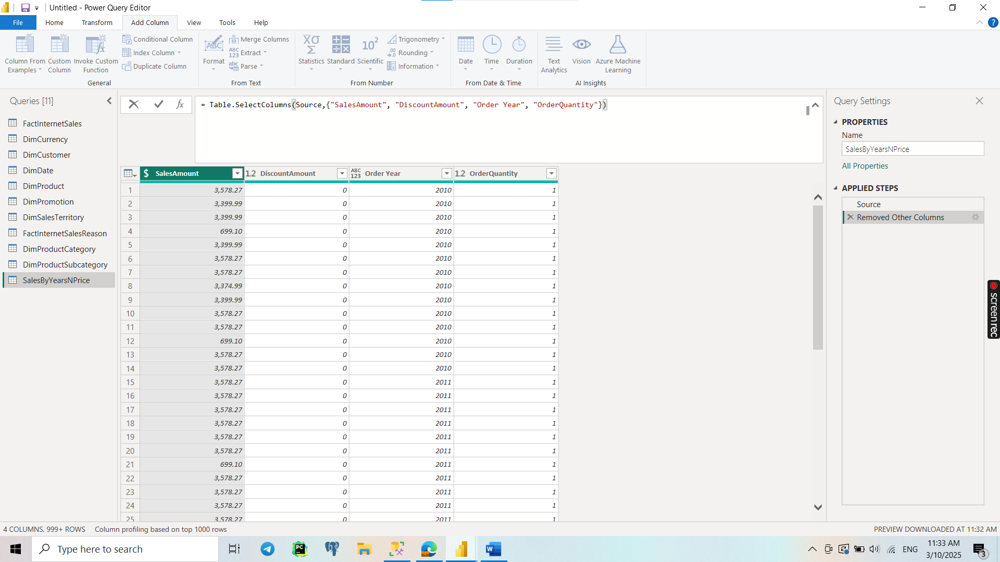 Untitled - Power Query Editor
File Home Transform Add Column View Tools Help
Column From Examples
Custom Column
Invoke Custom Function
Conditional Column
Index Column
Duplicate Column
General
ABC
Format
Merge Columns
ABC 123 Extract
abc Parse
From Text
XΟ Σ
Statistics
Standard
10²
Scientific
Trigonometry
.00 →.0 Rounding
Information
From Number
Date
Time
Duration
From Date & Time
Text Analytics
Vision
Azure Machine Learning
AI Insights
Queries [11]
FactInternetSales
DimCurrency
DimCustomer
DimDate
DimProduct
DimPromotion
DimSalesTerritory
FactInternetSalesReason
DimProductCategory
DimProductSubcategory
SalesByYearsNPrice
fx
= Table.SelectColumns(Source,{"SalesAmount", "DiscountAmount", "Order Year", "OrderQuantity"})
$ SalesAmount 1.2 DiscountAmount ABC 123 Order Year 1.2 OrderQuantity
1 3,578.27 0 2010 1
2 3,399.99 0 2010 1
3 3,399.99 0 2010 1
4 699.10 0 2010 1
5 3,399.99 0 2010 1
6 3,578.27 0 2010 1
7 3,578.27 0 2010 1
8 3,374.99 0 2010 1
9 3,399.99 0 2010 1
10 3,578.27 0 2010 1
11 3,578.27 0 2010 1
12 699.10 0 2010 1
13 3,578.27 0 2010 1
14 3,578.27 0 2010 1
15 3,578.27 0 2011 1
16 3,578.27 0 2011 1
17 3,578.27 0 2011 1
18 3,578.27 0 2011 1
19 3,578.27 0 2011 1
20 3,578.27 0 2011 1
21 699.10 0 2011 1
22 3,578.27 0 2011 1
23 3,578.27 0 2011 1
24 3,578.27 0 2011 1
25 3,578.27 0 2011 1
Query Settings
PROPERTIES
Name
SalesByYearsNPrice
All Properties
APPLIED STEPS
Source
Removed Other Columns
screenrec
4 COLUMNS, 999+ ROWS Column profiling based on top 1000 rows
PREVIEW DOWNLOADED AT 11:32 AM
Type here to search
PC
W
ENG
11:33 AM
3/10/2025
3